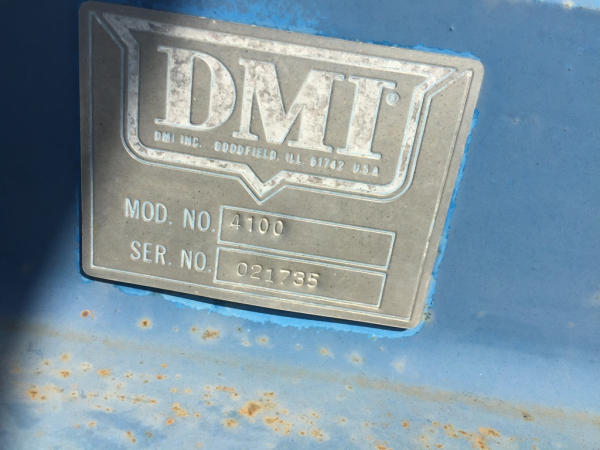 DMI®
DMI INC. GOODFIELD, ILL. 61742 U.S.A
MOD. NO. 4100
SER. NO. 021735